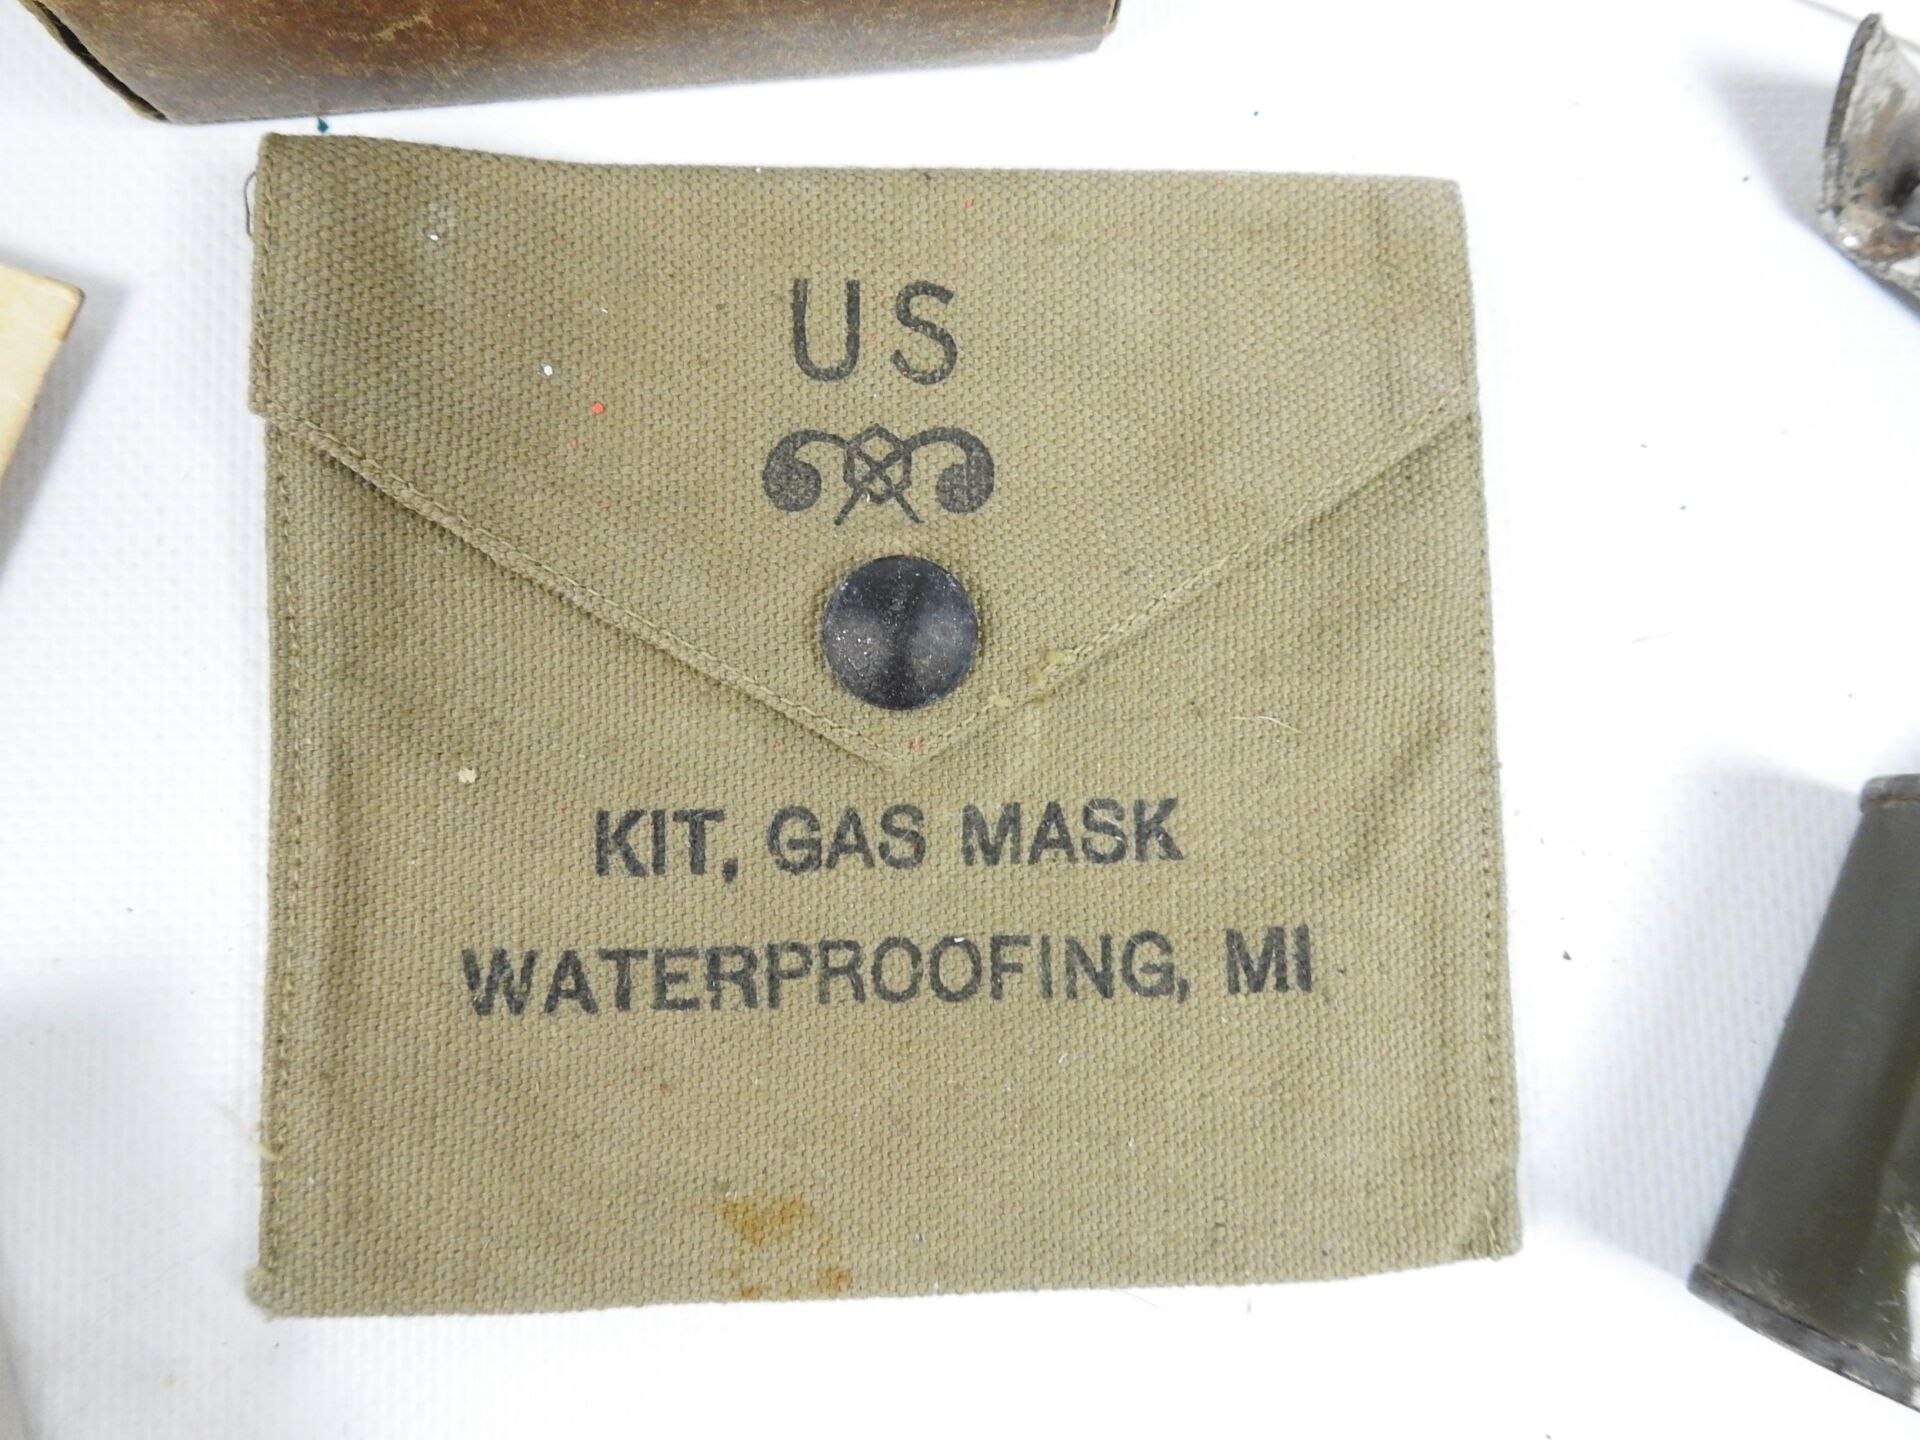 US
KIT, GAS MASK
WATERPROOFING, MI